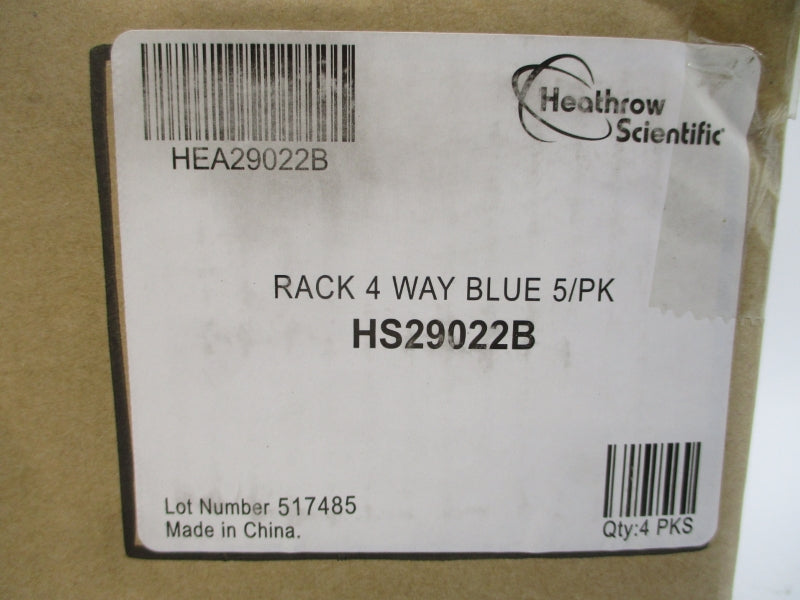 HEA29022B
Heathrow
Scientific
RACK 4 WAY BLUE 5/PK
HS29022B
Lot Number 517485
Made in China.
Qty:4 PKS